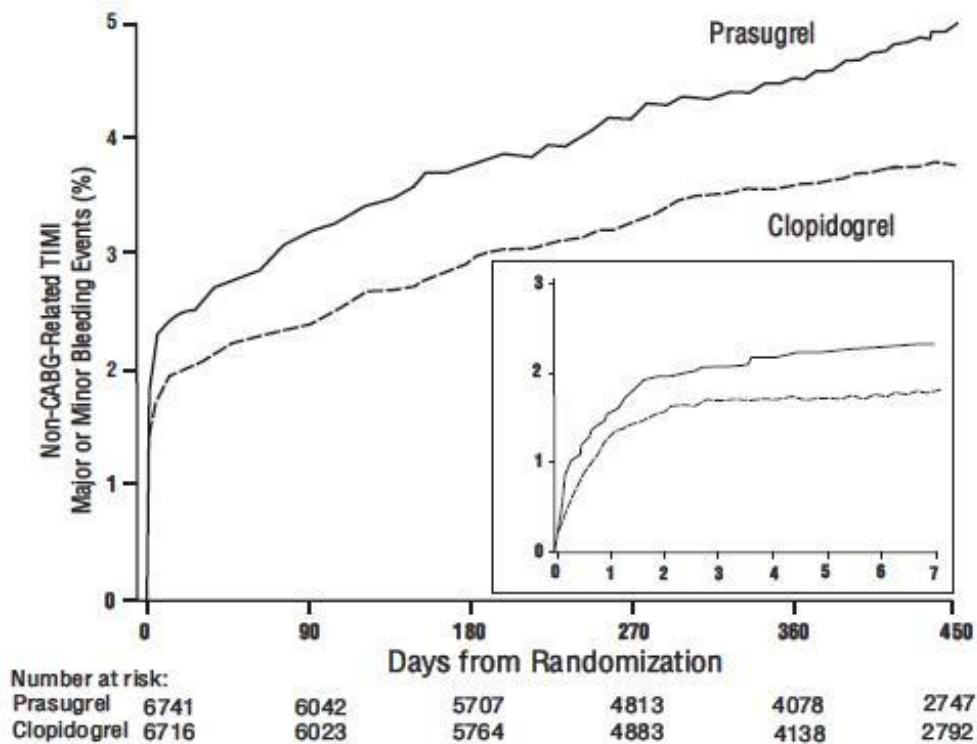 5
Prasugrel
4
Non-CABG-Related TIMI
Major or Minor Bleeding Events (%)
3
Clopidogrel
2
1
0
3
2
1
0
0 1 2 3 4 5 6 7
0 90 180 270 360 450
Days from Randomization
Number at risk:
Prasugrel 6741 6042 5707 4813 4078 2747
Clopidogrel 6716 6023 5764 4883 4138 2792